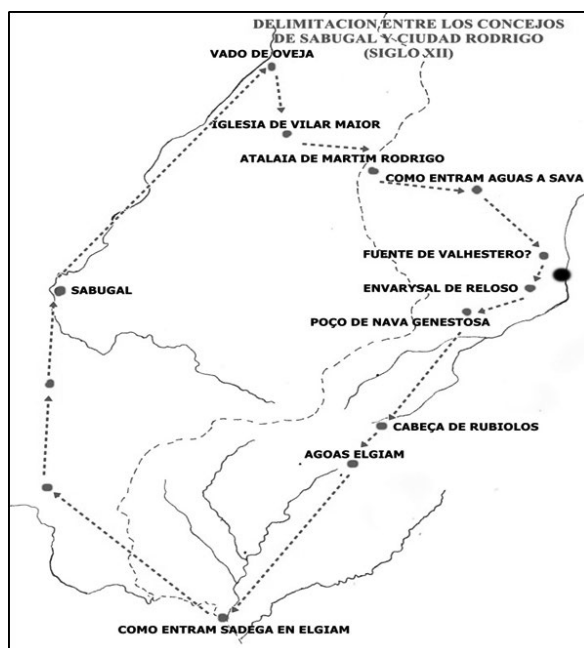 DELIMITACION ENTRE LOS CONCEJOS
DE SABUGAL Y CIUDAD RODRIGO
(SIGLO XII)
VADO DE OVEJA
IGLESIA DE VILAR MAIOR
ATALAIA DE MARTIM RODRIGO
COMO ENTRAM AGUAS A SAVA
FUENTE DE VALHESTERO?
SABUGAL
ENVARYSAL DE RELOSO
POÇO DE NAVA GENESTOSA
CABEÇA DE RUBIOLOS
AGOAS ELGIAM
COMO ENTRAM SADEGA EN ELGIAM